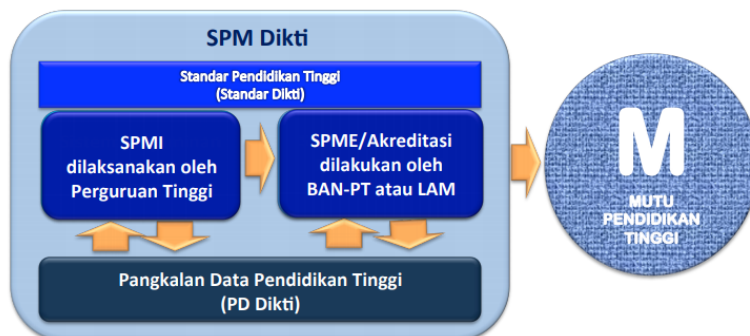 SPM Dikti
Standar Pendidikan Tinggi
(Standar Dikti)
SPMI
dilaksanakan oleh
Perguruan Tinggi
SPME/Akreditasi
dilakukan oleh
BAN-PT atau LAM
Pangkalan Data Pendidikan Tinggi
(PD Dikti)
M
MUTU
PENDIDIKAN
TINGGI